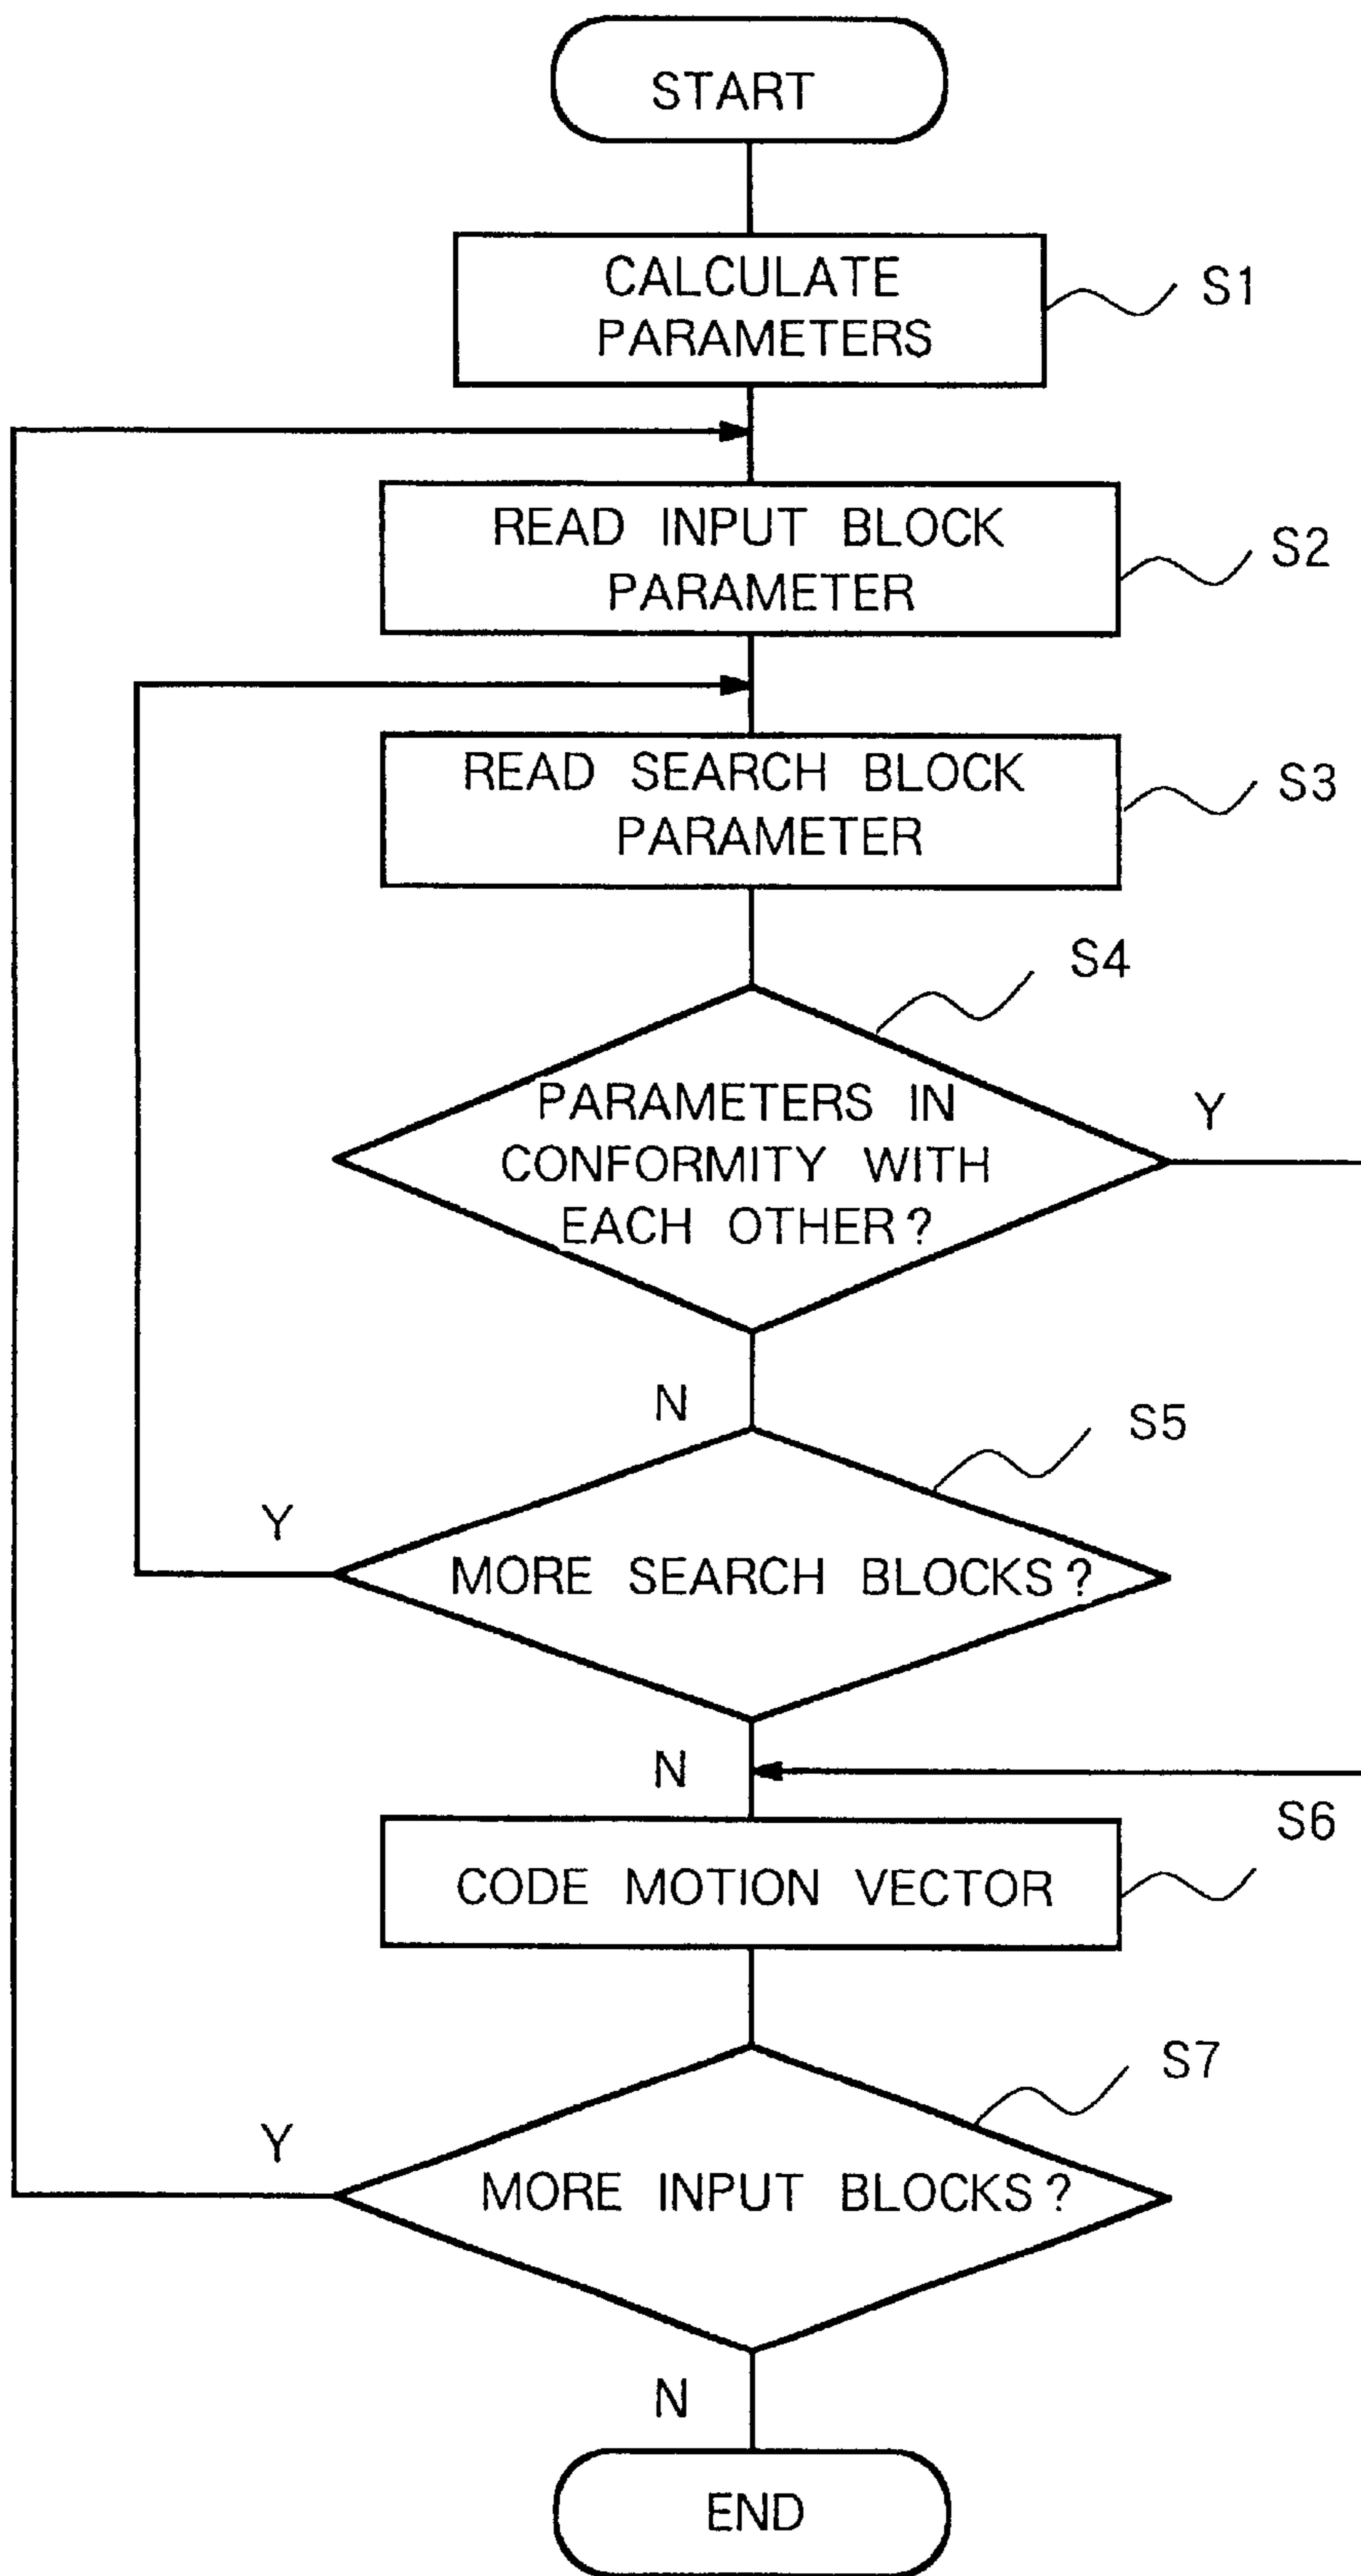 START
CALCULATE
PARAMETERS
S1
READ INPUT BLOCK
PARAMETER
S2
READ SEARCH BLOCK
PARAMETER
S3
S4
PARAMETERS IN
CONFORMITY WITH
EACH OTHER?
Y
N
S5
Y
MORE SEARCH BLOCKS?
N
S6
CODE MOTION VECTOR
S7
Y
MORE INPUT BLOCKS?
N
END